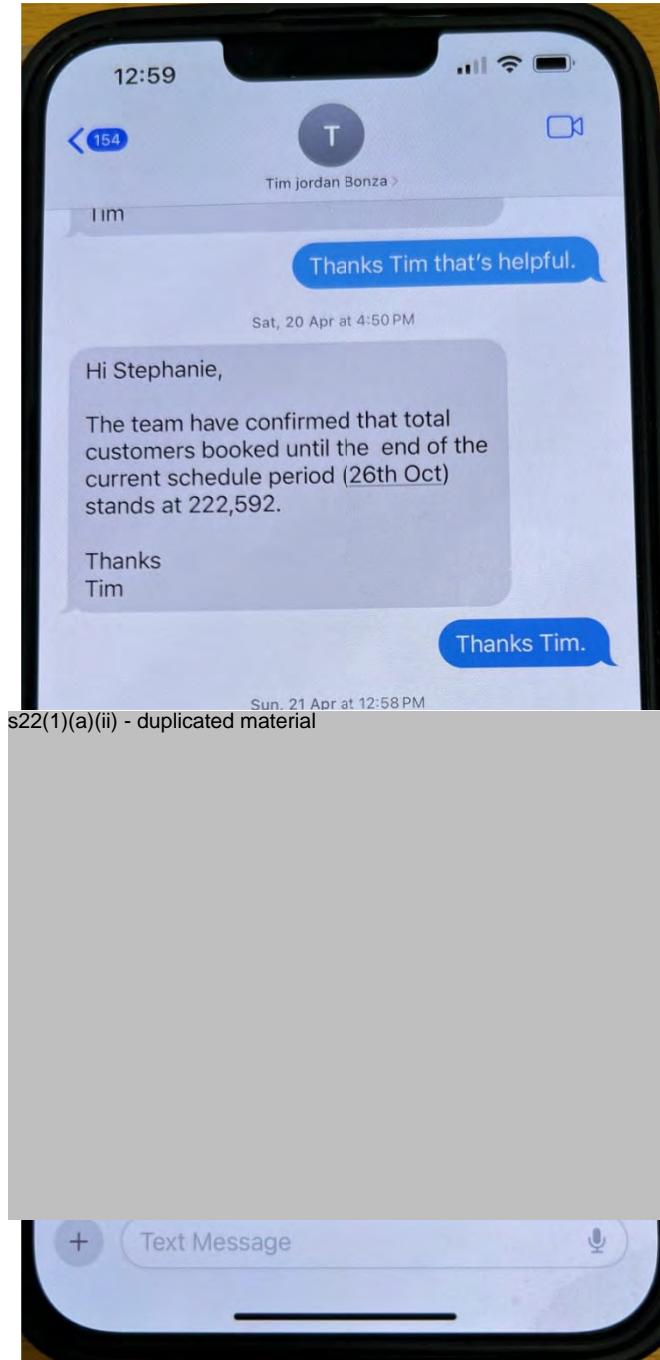 12:59
154
T
Tim jordan Bonza >
Tim
Thanks Tim that's helpful.
Sat, 20 Apr at 4:50 PM
Hi Stephanie,
The team have confirmed that total
customers booked until the end of the
current schedule period (26th Oct)
stands at 222,592.
Thanks
Tim
Thanks Tim.
Sun, 21 Apr at 12:58 PM
s22(1)(a)(ii) - duplicated material
+ Text Message